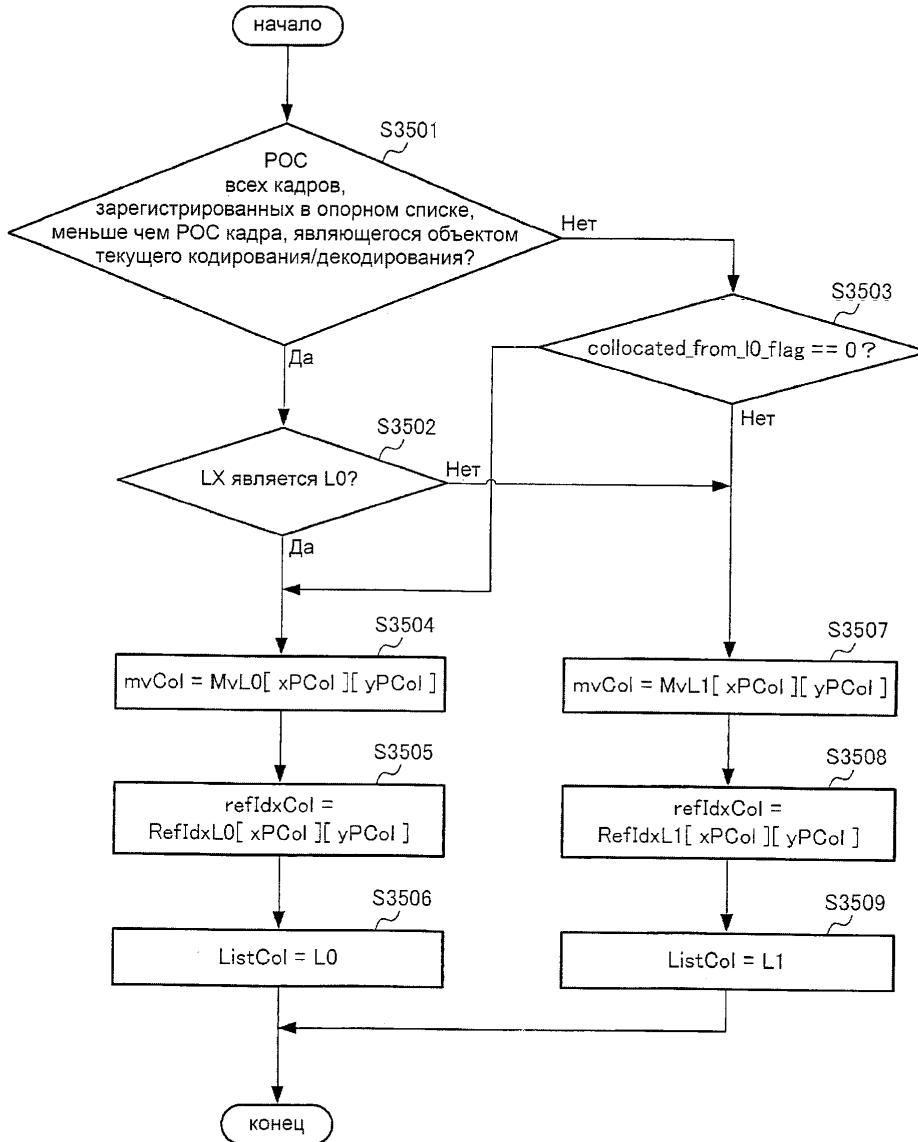 начало
S3501
POC
всех кадров,
зарегистрированных в опорном списке,
меньше чем POC кадра, являющегося объектом
текущего кодирования/декодирования?
Нет
Да
S3503
collocated_from_l0_flag == 0 ?
Нет
S3502
LX является L0?
Нет
Да
S3504
mvCol = MvL0[ xPCol ][ yPCol ]
S3507
mvCol = MvL1[ xPCol ][ yPCol ]
S3505
refIdxCol =
RefIdxL0[ xPCol ][ yPCol ]
S3508
refIdxCol =
RefIdxL1[ xPCol ][ yPCol ]
S3506
ListCol = L0
S3509
ListCol = L1
конец